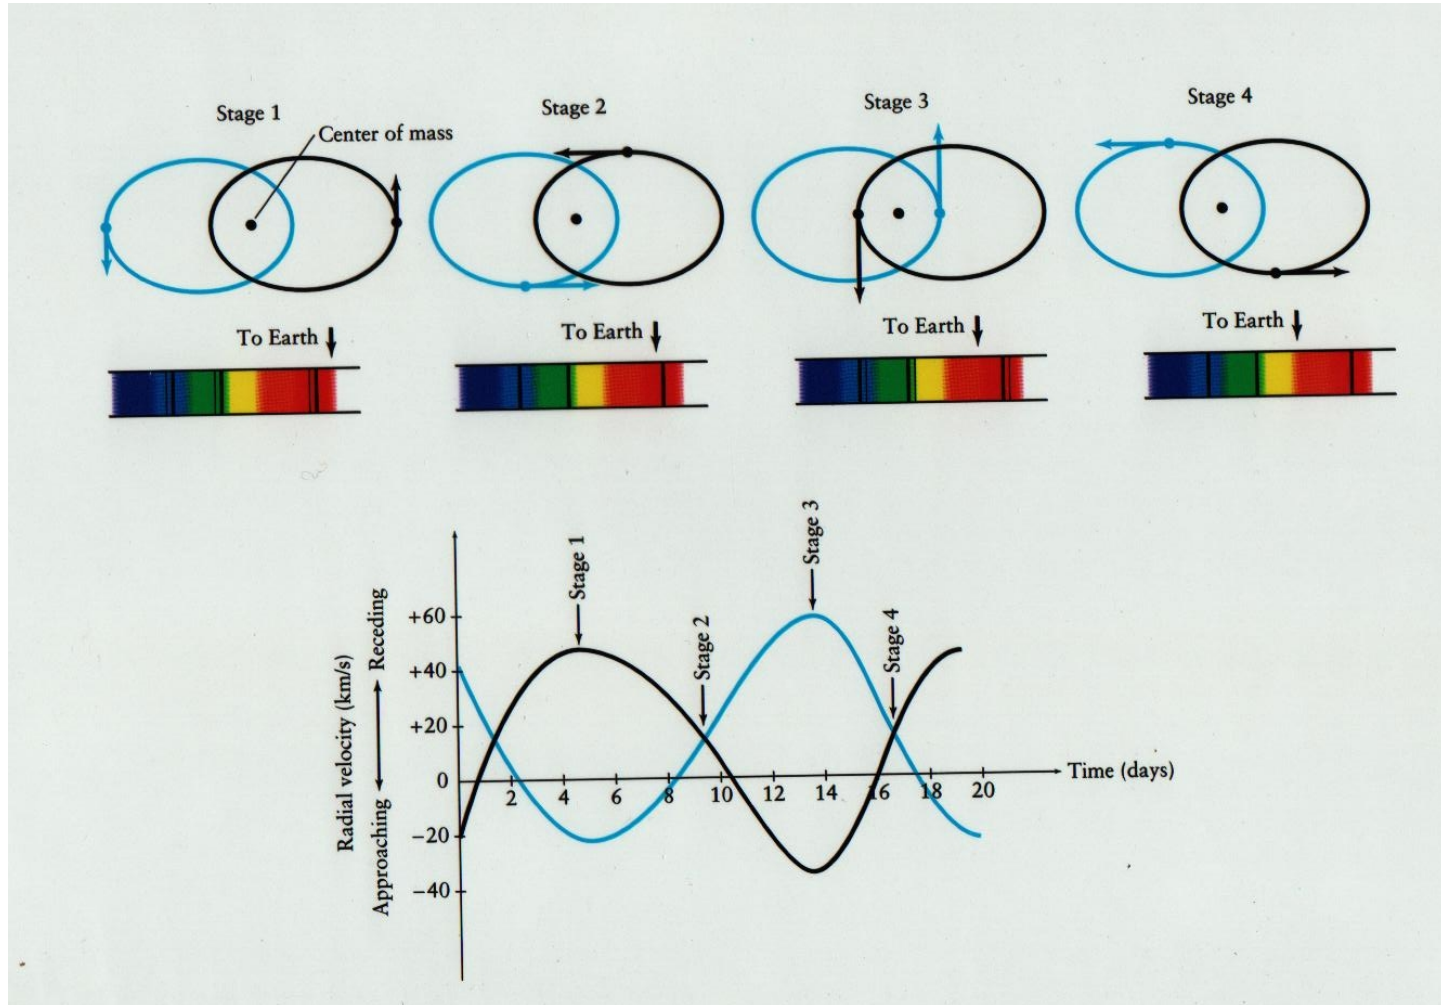 Stage 1
Stage 2
Stage 3
Stage 4
Center of mass
To Earth
To Earth
To Earth
To Earth
Stage 1
Stage 2
Stage 3
Stage 4
Radial velocity (km/s)
Approaching
Receding
+60
+40
+20
0
−20
−40
2
4
6
8
10
12
14
16
18
20
Time (days)